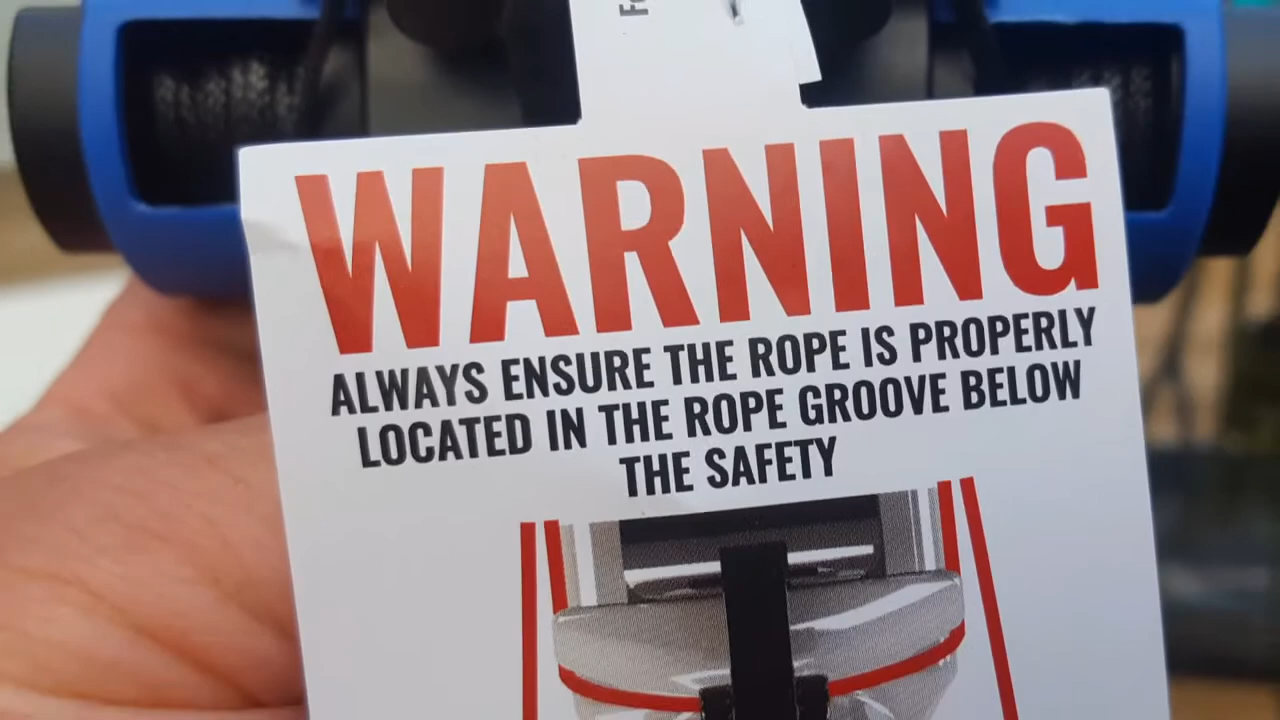 WARNING
ALWAYS ENSURE THE ROPE IS PROPERLY
LOCATED IN THE ROPE GROOVE BELOW
THE SAFETY